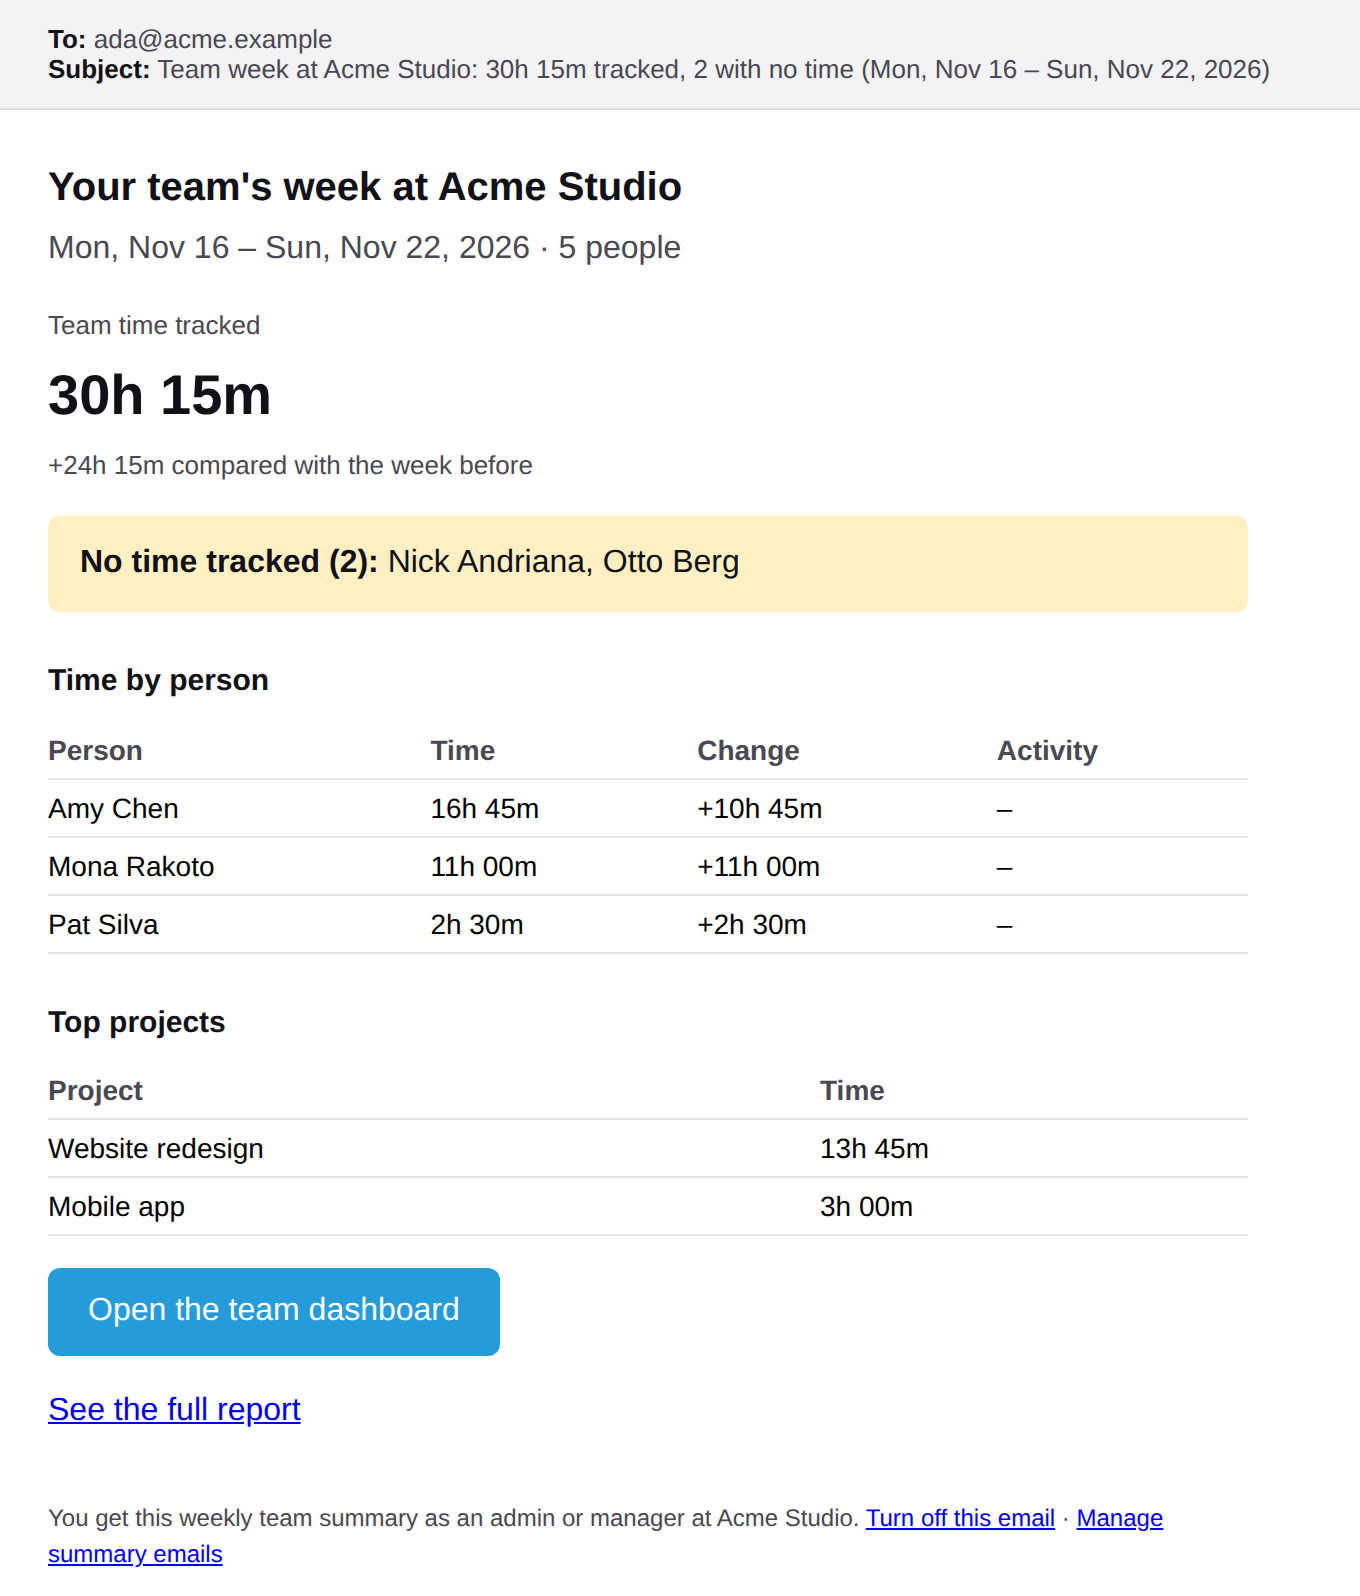 To: ada@acme.example
Subject: Team week at Acme Studio: 30h 15m tracked, 2 with no time (Mon, Nov 16 – Sun, Nov 22, 2026)
Your team's week at Acme Studio
Mon, Nov 16 – Sun, Nov 22, 2026 · 5 people
Team time tracked
30h 15m
+24h 15m compared with the week before
No time tracked (2): Nick Andriana, Otto Berg
Time by person
Person Time Change Activity
Amy Chen 16h 45m +10h 45m –
Mona Rakoto 11h 00m +11h 00m –
Pat Silva 2h 30m +2h 30m –
Top projects
Project Time
Website redesign 13h 45m
Mobile app 3h 00m
Open the team dashboard
See the full report
You get this weekly team summary as an admin or manager at Acme Studio. Turn off this email · Manage
summary emails